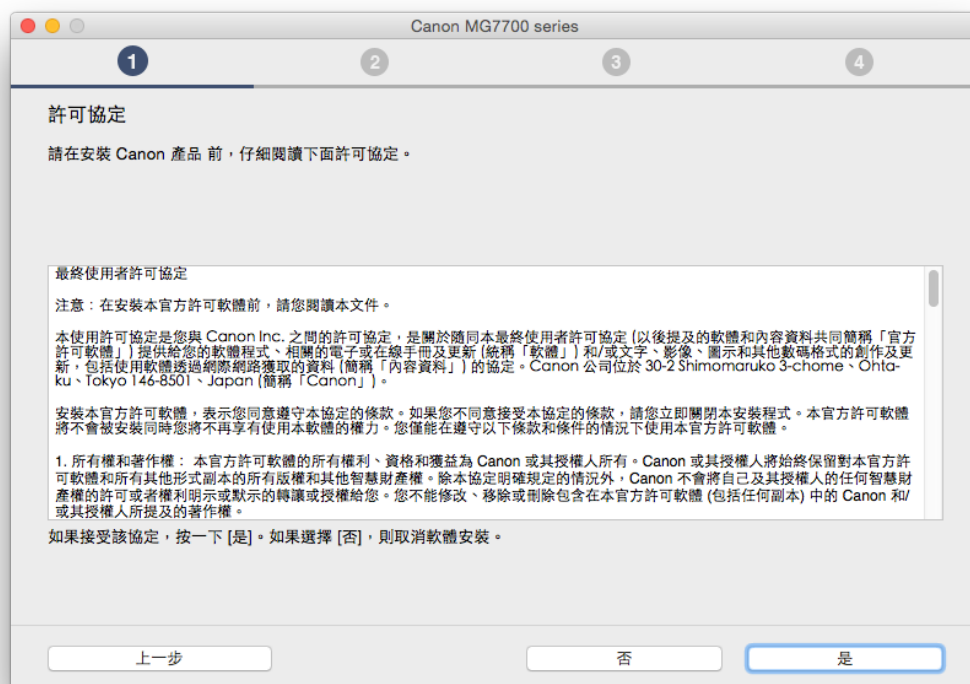 Canon MG7700 series
1
2
3
4
許可協定
請在安裝 Canon 產品 前，仔細閱讀下面許可協定。
最終使用者許可協定
注意：在安裝本官方許可軟體前，請您閱讀本文件。
本使用許可協定是您與 Canon Inc. 之間的許可協定，是關於隨同本最終使用者許可協定 (以後提及的軟體和內容資料共同簡稱「官方
許可軟體」) 提供給您的軟體程式、相關的電子或在線手冊及更新 (統稱「軟體」) 和/或文字、影像、圖示和其他數碼格式的創作及更
新，包括使用軟體透過網際網路獲取的資料 (簡稱「內容資料」) 的協定。Canon 公司位於 30-2 Shimomaruko 3-chome、Ohta-
ku、Tokyo 146-8501、Japan (簡稱「Canon」)。
安裝本官方許可軟體，表示您同意遵守本協定的條款。如果您不同意接受本協定的條款，請您立即關閉本安裝程式。本官方許可軟體
將不會被安裝同時您將不再享有使用本軟體的權力。您僅能在遵守以下條款和條件的情況下使用本官方許可軟體。
1. 所有權和著作權： 本官方許可軟體的所有權利、資格和獲益為 Canon 或其授權人所有。Canon 或其授權人將始終保留對本官方許
可軟體和所有其他形式副本的所有版權和其他智慧財產權。除本協定明確規定的情況外，Canon 不會將自己及其授權人的任何智慧財
產權的許可或者權利明示或默示的轉讓或授權給您。您不能修改、移除或刪除包含在本官方許可軟體 (包括任何副本) 中的 Canon 和/
或其授權人所提及的著作權。
如果接受該協定，按一下 [是]。如果選擇 [否]，則取消軟體安裝。
上一步
否
是